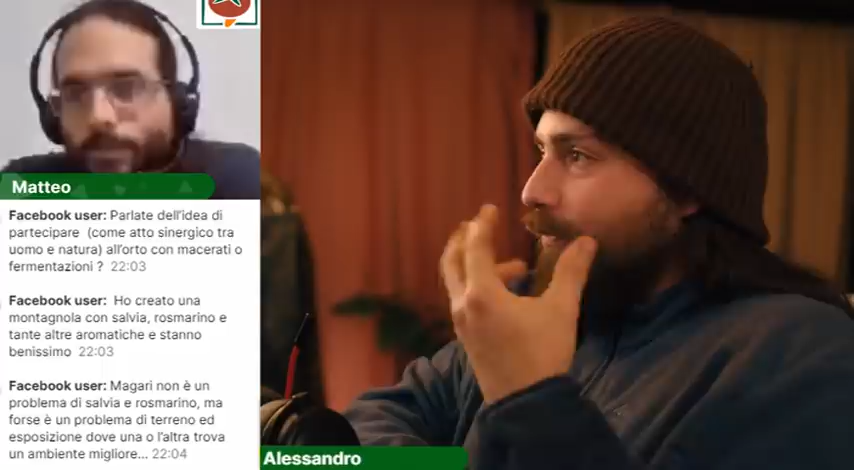 Matteo
Facebook user: Parlate dell'idea di
partecipare (come atto sinergico tra
uomo e natura) all'orto con macerati o
fermentazioni ? 22:03
Facebook user: Ho creato una
montagnola con salvia, rosmarino e
tante altre aromatiche e stanno
benissimo 22:03
Facebook user: Magari non è un
problema di salvia e rosmarino, ma
forse è un problema di terreno ed
esposizione dove una o l'altra trova
un ambiente migliore... 22:04
Alessandro